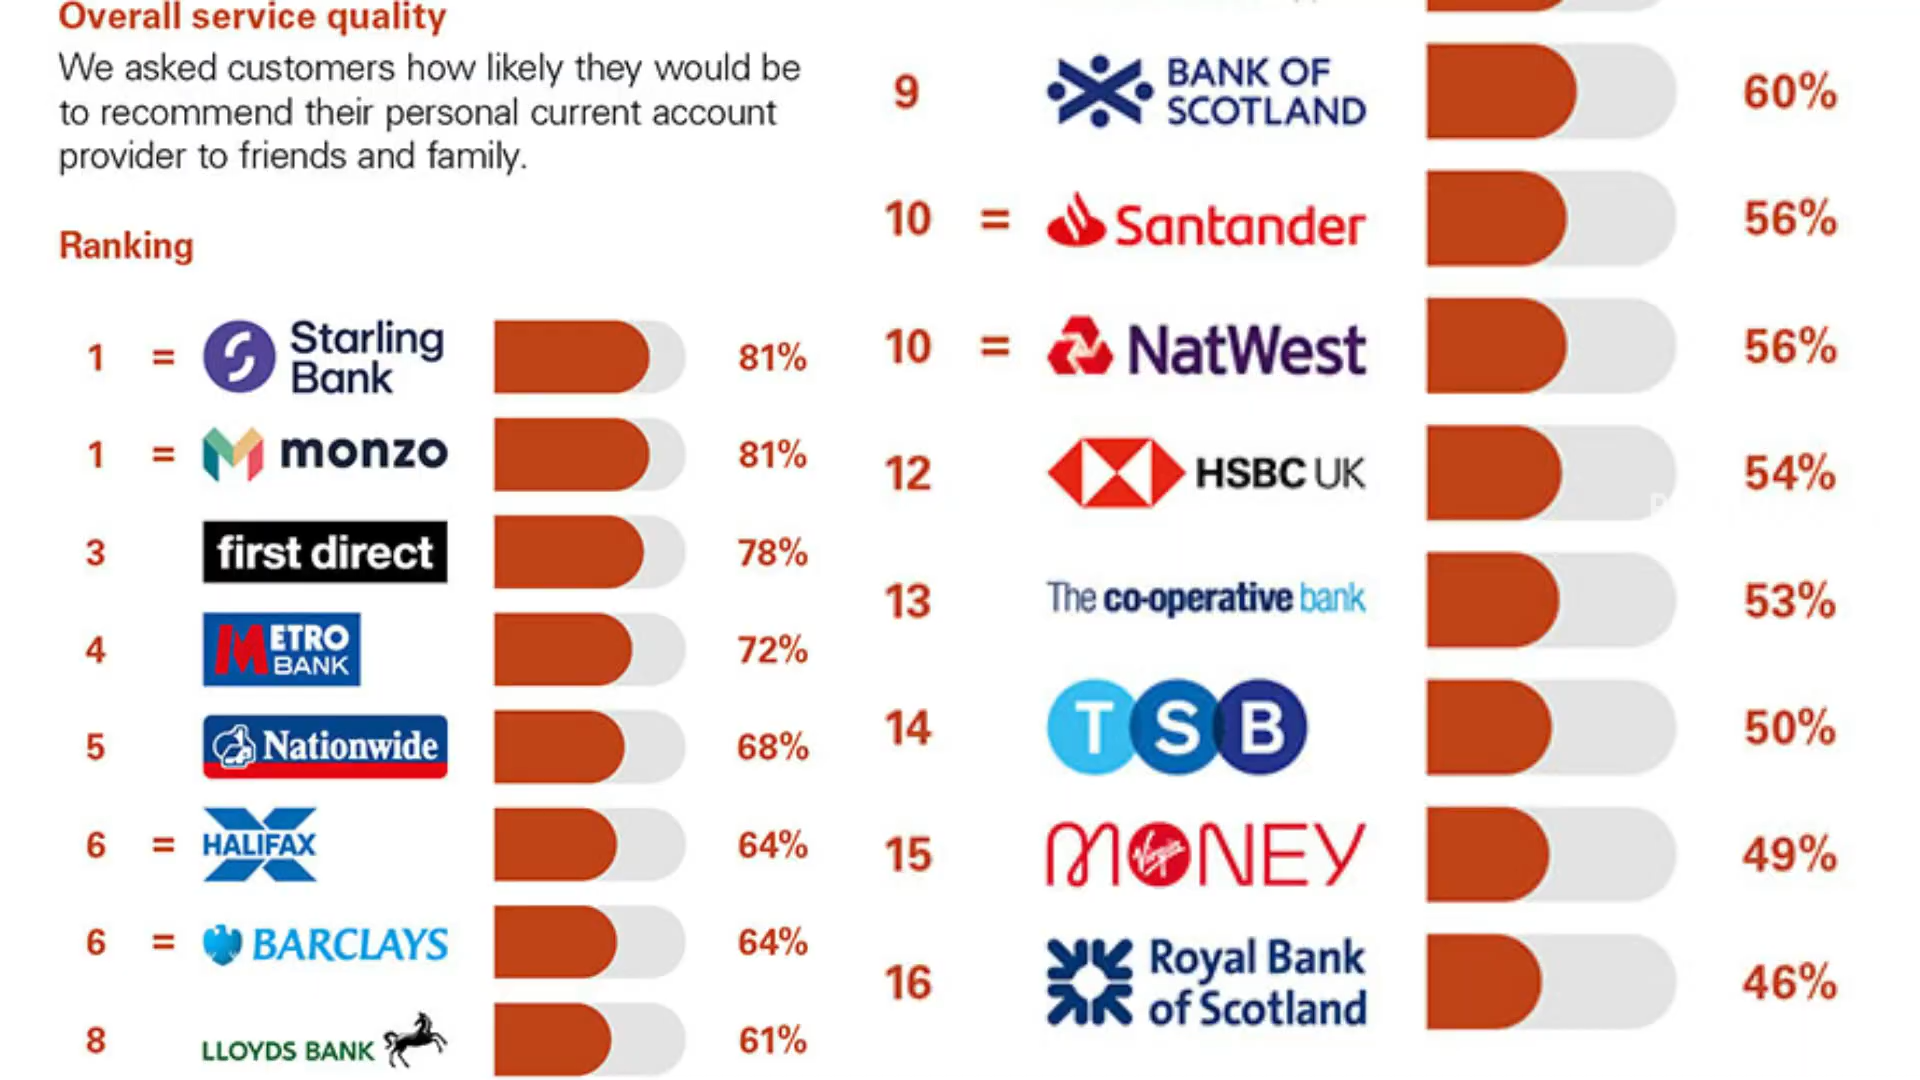 Overall service quality
We asked customers how likely they would be
to recommend their personal current account
provider to friends and family.
Ranking
1 = Starling Bank 81%
1 = monzo 81%
3 first direct 78%
4 METRO BANK 72%
5 Nationwide 68%
6 = HALIFAX 64%
6 = BARCLAYS 64%
8 LLOYDS BANK 61%
9 BANK OF SCOTLAND 60%
10 = Santander 56%
10 = NatWest 56%
12 HSBC UK 54%
13 The co-operative bank 53%
14 TSB 50%
15 Virgin MONEY 49%
16 Royal Bank of Scotland 46%